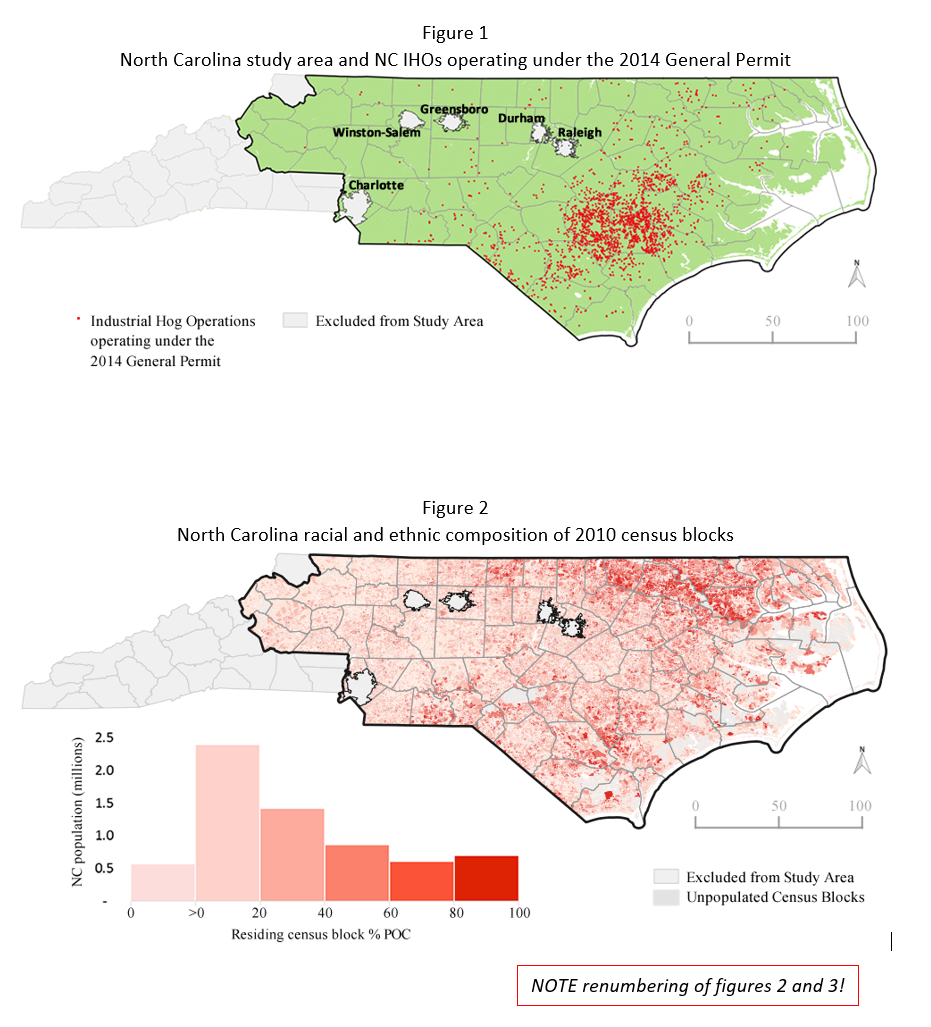 Figure 1
North Carolina study area and NC IHOs operating under the 2014 General Permit
Greensboro
Durham
Winston-Salem
Raleigh
Charlotte
N
Industrial Hog Operations
operating under the
2014 General Permit
Excluded from Study Area
0 50 100
Figure 2
North Carolina racial and ethnic composition of 2010 census blocks
NC population (millions)
2.5
2.0
1.5
1.0
0.5
-
0 >0 20 40 60 80 100
Residing census block % POC
N
0 50 100
Excluded from Study Area
Unpopulated Census Blocks
NOTE renumbering of figures 2 and 3!